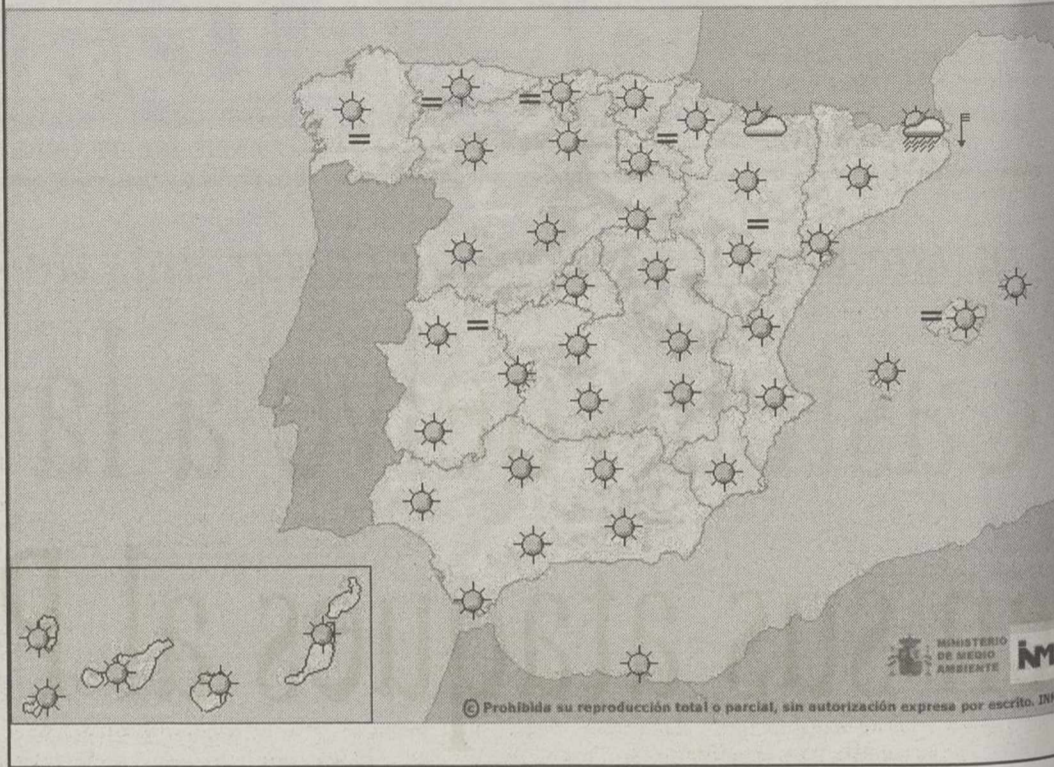 MINISTERIO
DE MEDIO
AMBIENTE
© Prohibida su reproducción total o parcial, sin autorización expresa por escrito.